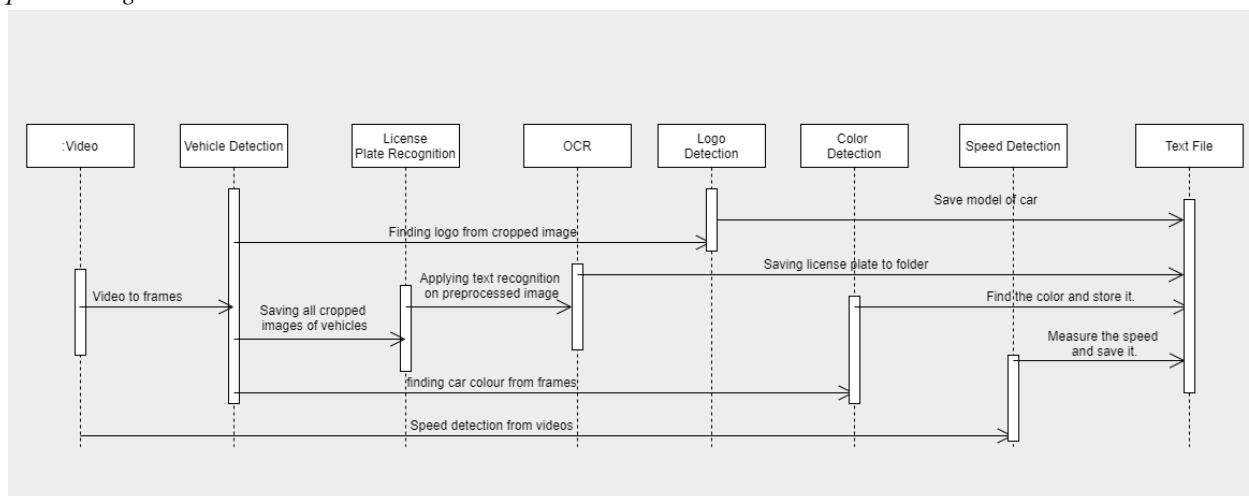 :Video
Vehicle Detection
License
Plate Recognition
OCR
Logo
Detection
Color
Detection
Speed Detection
Text File
Save model of car
Finding logo from cropped image
Saving license plate to folder
Applying text recognition
on preprocessed image
Video to frames
Find the color and store it.
Saving all cropped
images of vehicles
Measure the speed
and save it.
finding car colour from frames
Speed detection from videos